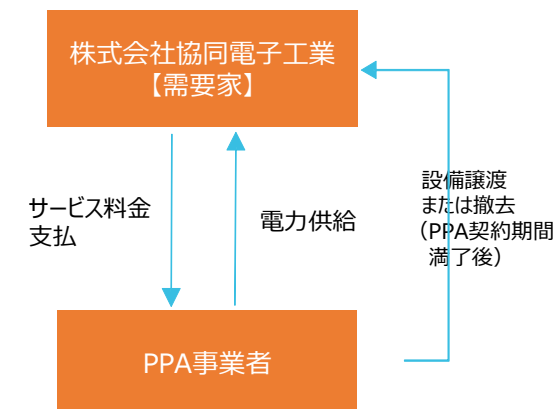 株式会社協同電子工業
【需要家】
サービス料金
支払
電力供給
設備譲渡
または撤去
（PPA契約期間
満了後）
PPA事業者